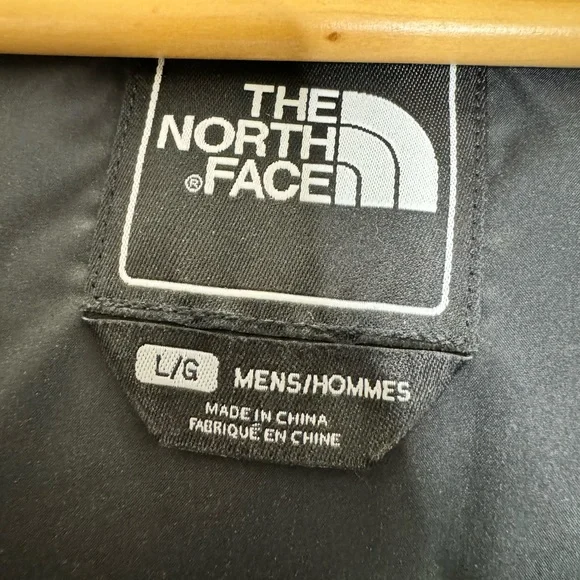 THE
NORTH
®FACE
L/G MENS/HOMMES
MADE IN CHINA
FABRIQUÉ EN CHINE